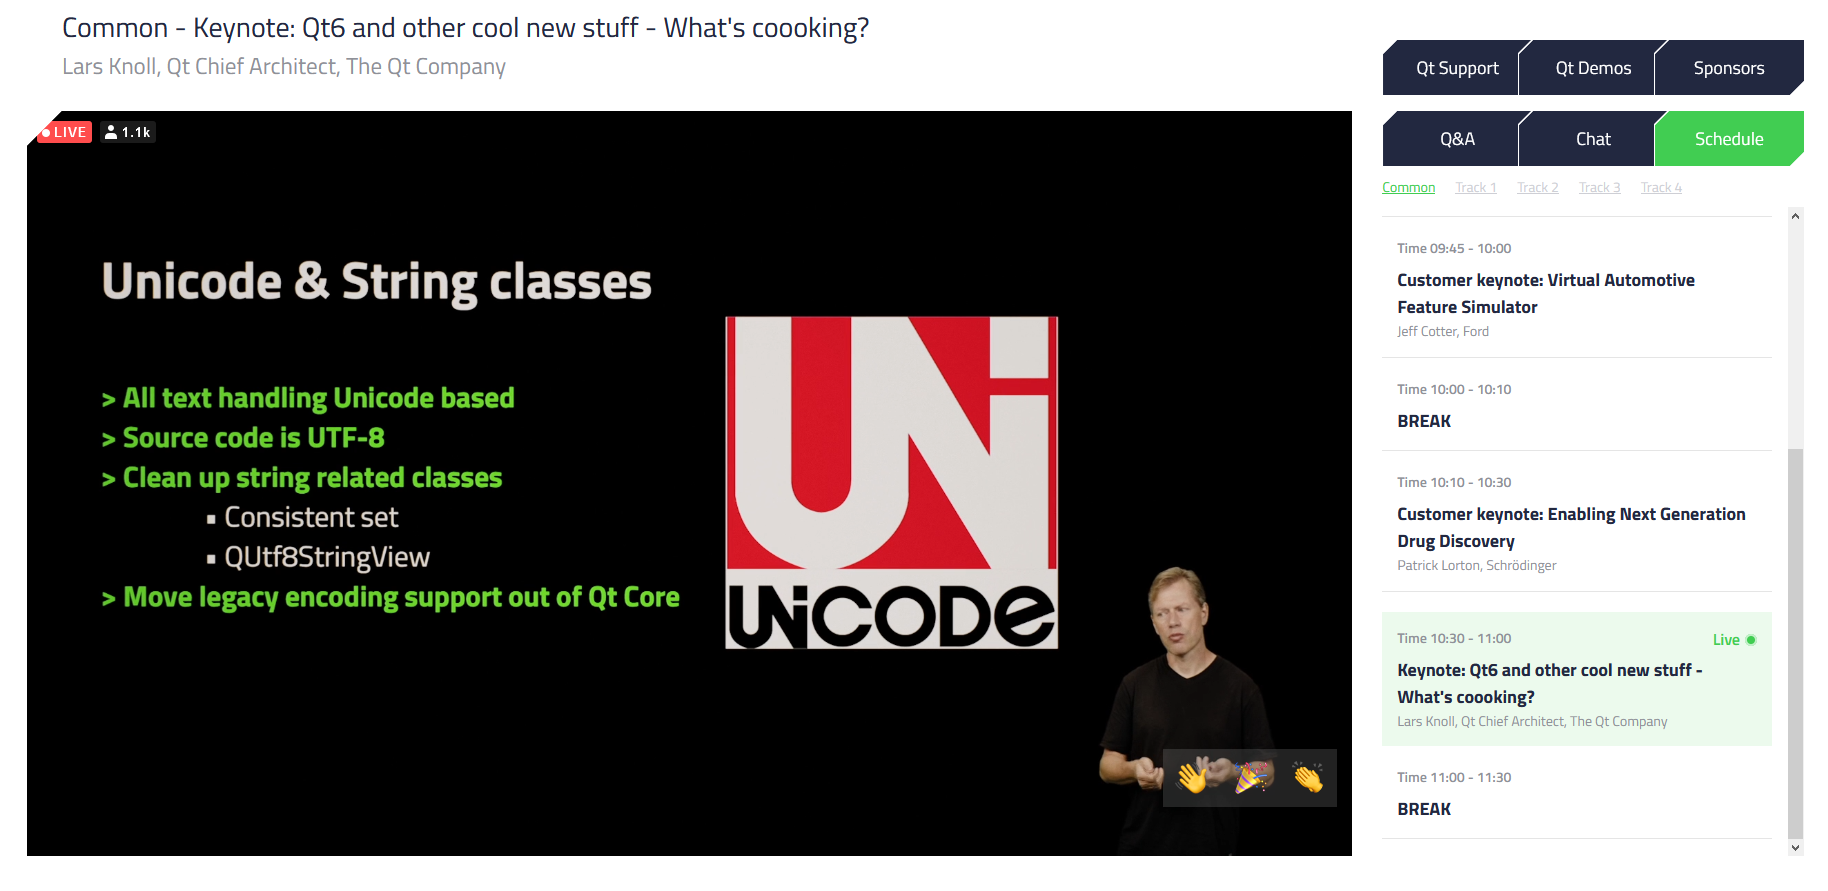 Common - Keynote: Qt6 and other cool new stuff - What's coooking?
Lars Knoll, Qt Chief Architect, The Qt Company
LIVE 1.1k
Unicode & String classes
> All text handling Unicode based
> Source code is UTF-8
> Clean up string related classes
▪ Consistent set
▪ QUtf8StringView
> Move legacy encoding support out of Qt Core
UNi
UNiCODe
Qt Support Qt Demos Sponsors
Q&A Chat Schedule
Common Track 1 Track 2 Track 3 Track 4
Time 09:45 - 10:00
Customer keynote: Virtual Automotive
Feature Simulator
Jeff Cotter, Ford
Time 10:00 - 10:10
BREAK
Time 10:10 - 10:30
Customer keynote: Enabling Next Generation
Drug Discovery
Patrick Lorton, Schrödinger
Time 10:30 - 11:00 Live
Keynote: Qt6 and other cool new stuff -
What's coooking?
Lars Knoll, Qt Chief Architect, The Qt Company
Time 11:00 - 11:30
BREAK